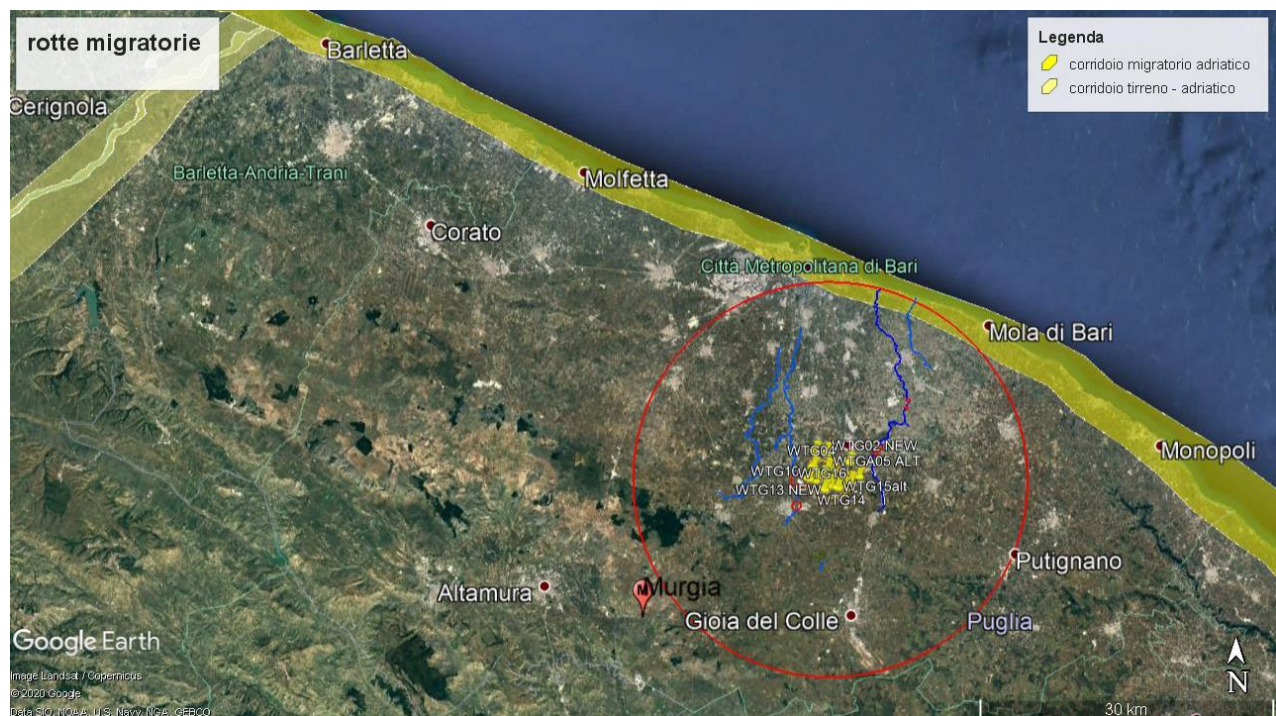 rotte migratorie
Legenda
corridoio migratorio adriatico
corridoio tirreno - adriatico
Barletta
Cerignola
Barletta-Andria-Trani
Molfetta
Corato
Città Metropolitana di Bari
Mola di Bari
WTG04
WTG02 NEW
WTGA05 ALT
Monopoli
WTG10
WTG16
WTG13 NEW
WTG15alt
WTG14
Putignano
Altamura
M
Murgia
Gioia del Colle
Puglia
Google Earth
Image Landsat / Copernicus
© 2020 Google
Data SIO, NOAA, U.S. Navy, NGA, GEBCO
N
30 km